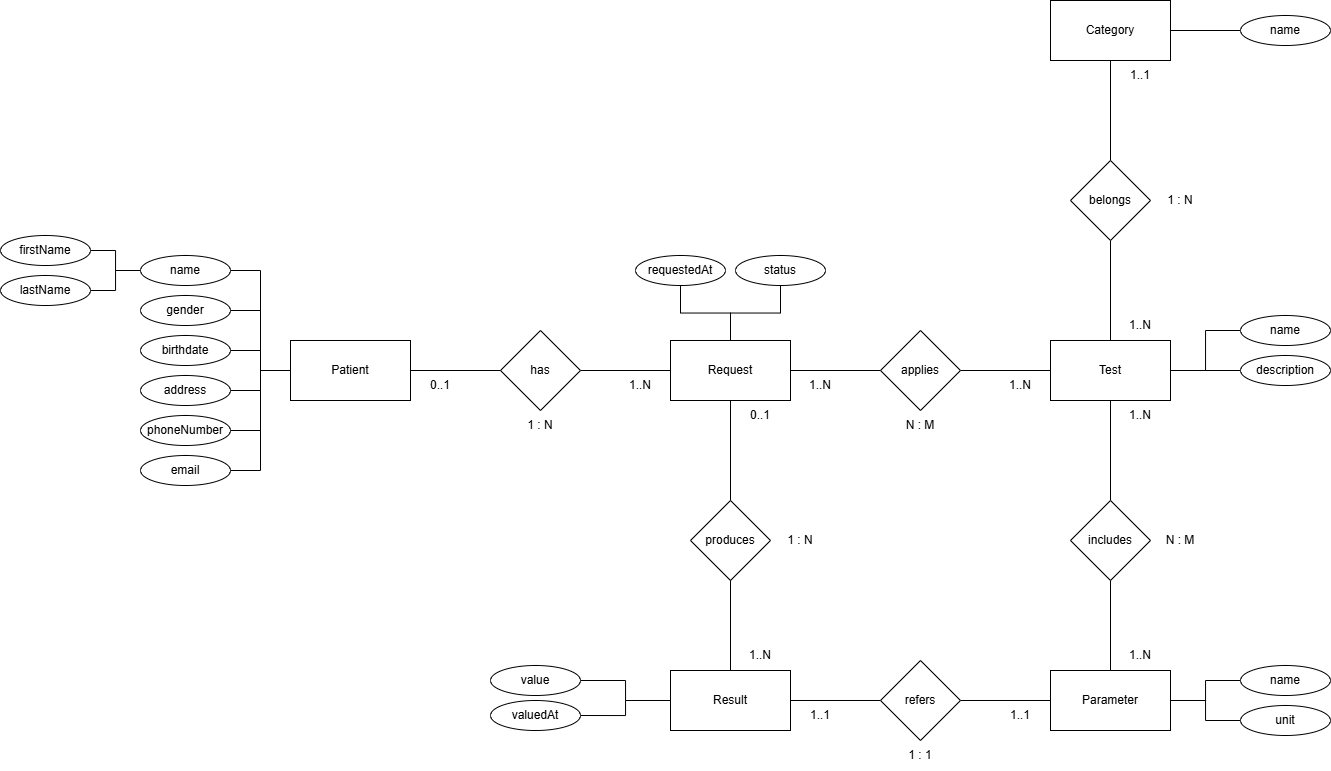 Category
name
1..1
belongs
1 : N
firstName
name
lastName
gender
birthdate
address
phoneNumber
email
Patient
0..1
has
1 : N
1..N
requestedAt
status
Request
1..N
0..1
applies
N : M
1..N
1..N
Test
name
description
1..N
produces
1 : N
includes
N : M
1..N
1..N
value
valuedAt
Result
1..1
refers
1 : 1
1..1
Parameter
name
unit